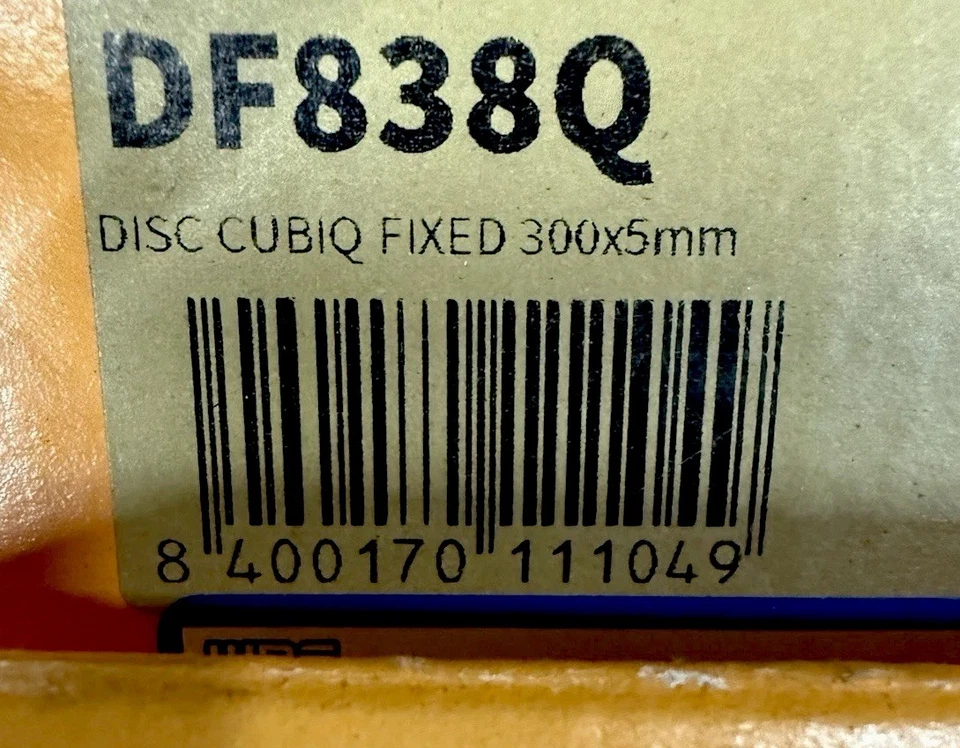 DF838Q
DISC CUBIQ FIXED 300x5mm
8 400170 111049